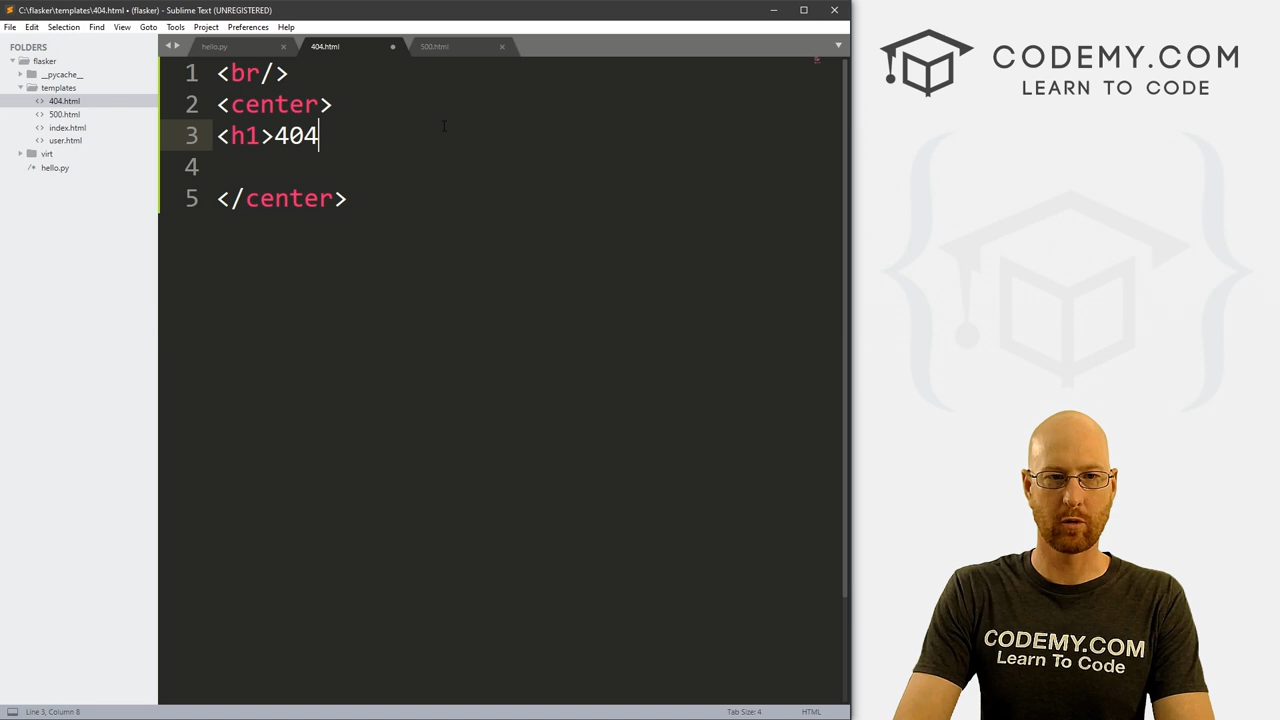 C:\flasker\templates\404.html • (flasker) - Sublime Text (UNREGISTERED)
File Edit Selection Find View Goto Tools Project Preferences Help
FOLDERS
flasker
__pycache__
templates
404.html
500.html
index.html
user.html
virt
hello.py
hello.py 404.html 500.html
1 <br/>
2 <center>
3 <h1>404
4
5 </center>
Line 3, Column 8 Tab Size: 4 HTML
CODEMY.COM
LEARN TO CODE
CODEMY.COM
Learn To Code